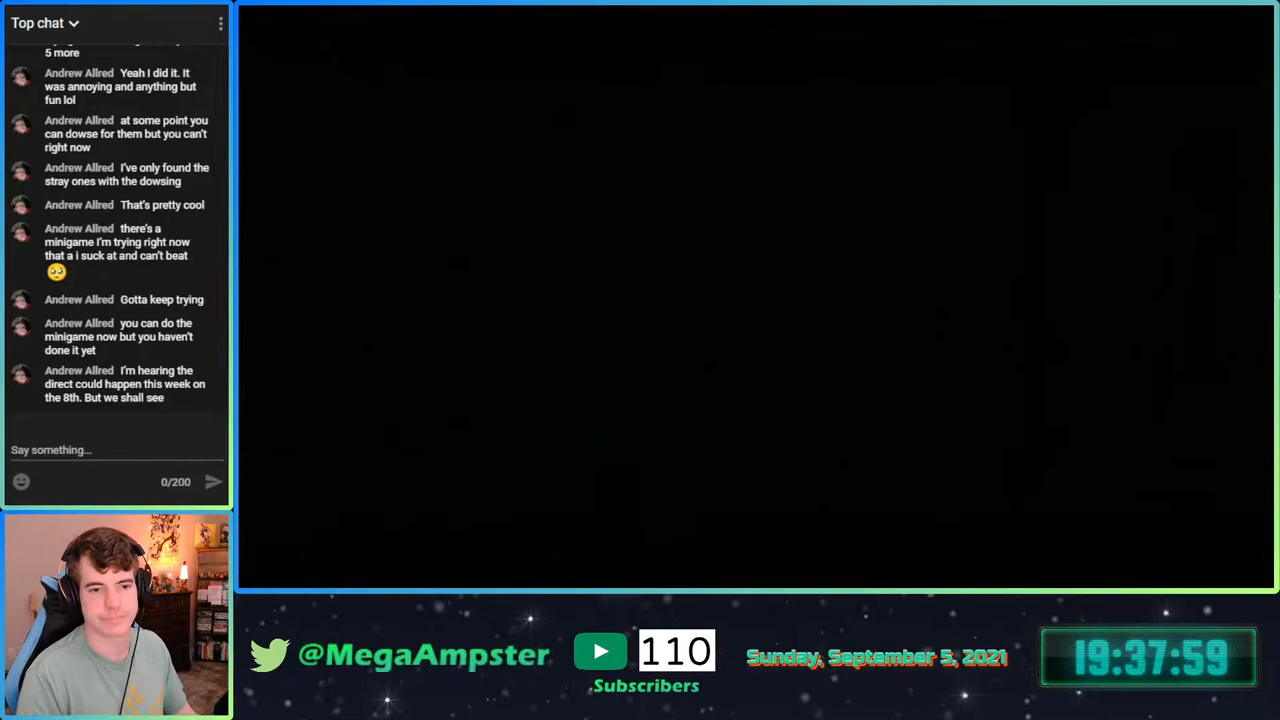 Top chat
5 more
Andrew Allred Yeah I did it. It
was annoying and anything but
fun lol
Andrew Allred at some point you
can dowse for them but you can't
right now
Andrew Allred I've only found the
stray ones with the dowsing
Andrew Allred That's pretty cool
Andrew Allred there's a
minigame I'm trying right now
that a i suck at and can't beat
🥺
Andrew Allred Gotta keep trying
Andrew Allred you can do the
minigame now but you haven't
done it yet
Andrew Allred I'm hearing the
direct could happen this week on
the 8th. But we shall see
Say something...
0/200
@MegaAmpster
110
Subscribers
Sunday, September 5, 2021
19:37:59